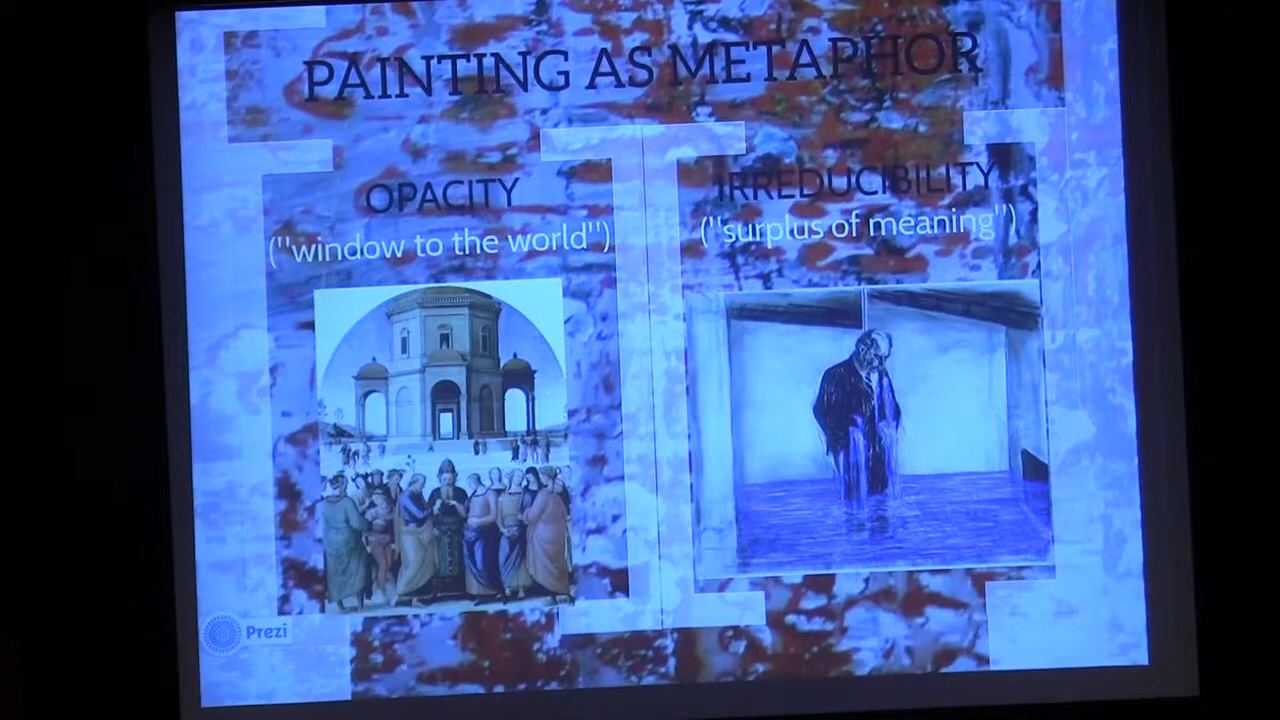 PAINTING AS METAPHOR
OPACITY
("window to the world")
IRREDUCIBILITY
("surplus of meaning")
Prezi